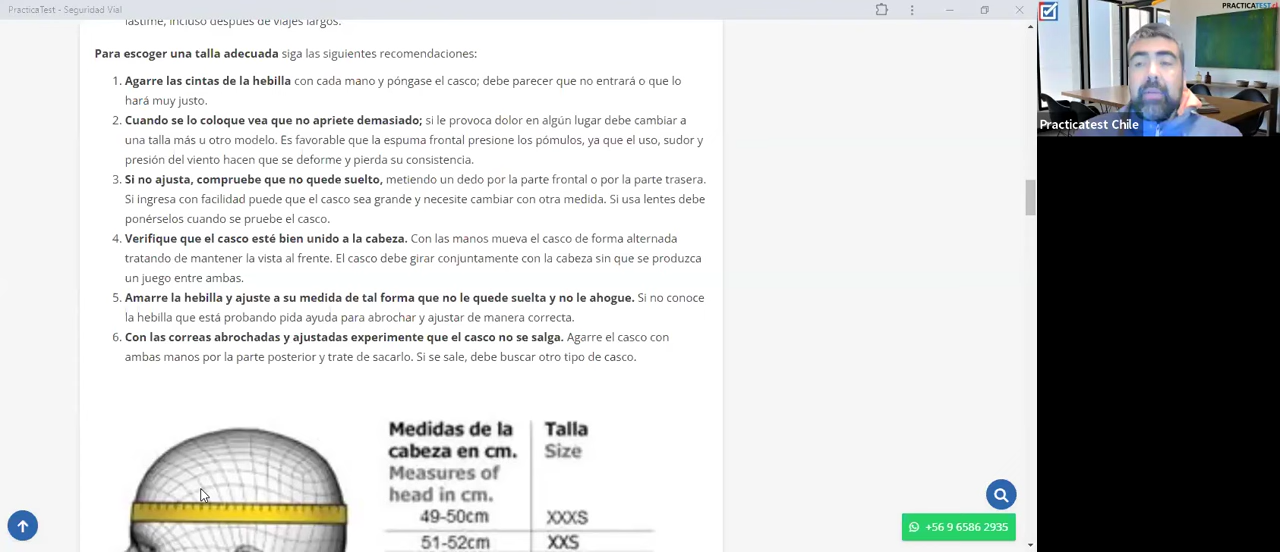 PracticaTest - Seguridad Vial
lastime, incluso después de viajes largos.
Para escoger una talla adecuada siga las siguientes recomendaciones:
1. Agarre las cintas de la hebilla con cada mano y póngase el casco; debe parecer que no entrará o que lo
hará muy justo.
2. Cuando se lo coloque vea que no apriete demasiado; si le provoca dolor en algún lugar debe cambiar a
una talla más u otro modelo. Es favorable que la espuma frontal presione los pómulos, ya que el uso, sudor y
presión del viento hacen que se deforme y pierda su consistencia.
3. Si no ajusta, compruebe que no quede suelto, metiendo un dedo por la parte frontal o por la parte trasera.
Si ingresa con facilidad puede que el casco sea grande y necesite cambiar con otra medida. Si usa lentes debe
ponérselos cuando se pruebe el casco.
4. Verifique que el casco esté bien unido a la cabeza. Con las manos mueva el casco de forma alternada
tratando de mantener la vista al frente. El casco debe girar conjuntamente con la cabeza sin que se produzca
un juego entre ambas.
5. Amarre la hebilla y ajuste a su medida de tal forma que no le quede suelta y no le ahogue. Si no conoce
la hebilla que está probando pida ayuda para abrochar y ajustar de manera correcta.
6. Con las correas abrochadas y ajustadas experimente que el casco no se salga. Agarre el casco con
ambas manos por la parte posterior y trate de sacarlo. Si se sale, debe buscar otro tipo de casco.
Medidas de la Talla
cabeza en cm. Size
Measures of
head in cm.
49-50cm XXXS
51-52cm XXS
+56 9 6586 2935
PRACTICATEST
Practicatest Chile